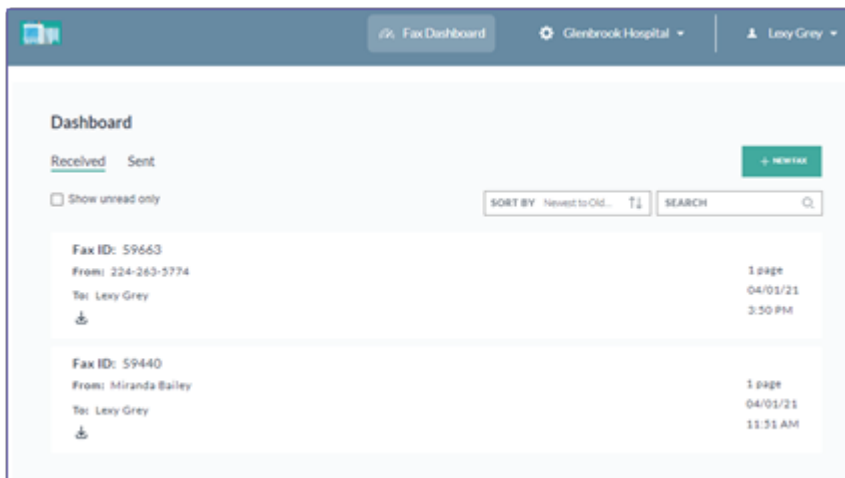 Fax Dashboard Glenbrook Hospital Lexy Grey
Dashboard
Received Sent
+ NEW FAX
Show unread only
SORT BY Newest to Old... SEARCH
Fax ID: 59663
From: 224-263-5774
To: Lexy Grey
1 page
04/01/21
3:50 PM
Fax ID: 59440
From: Miranda Bailey
To: Lexy Grey
1 page
04/01/21
11:51 AM